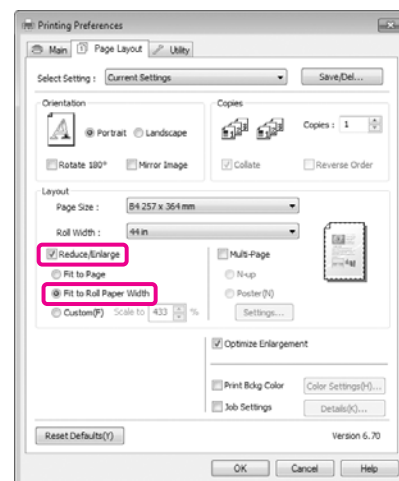 Printing Preferences
Main Page Layout Utility
Select Setting : Current Settings Save/Del...
Orientation Copies
Portrait Landscape Copies : 1
Rotate 180° Mirror Image Collate Reverse Order
Layout
Page Size : B4 257 x 364 mm
Roll Width : 44 in
Reduce/Enlarge Multi-Page
Fit to Page N-up
Fit to Roll Paper Width Poster(N)
Custom(F) Scale to 433 % Settings...
Optimize Enlargement
Print Bckg Color Color Settings(H)...
Job Settings Details(K)...
Reset Defaults(Y) Version 6.70
OK Cancel Help